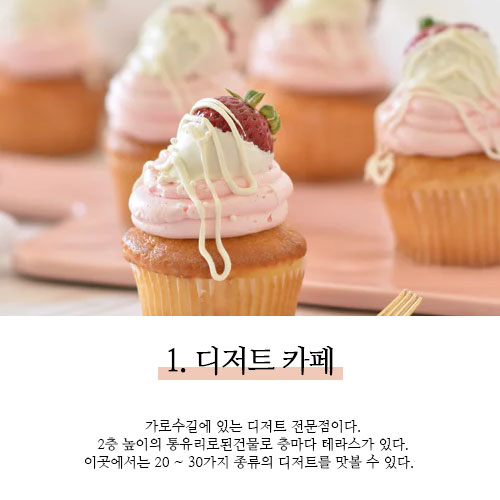 1. 디저트 카페
가로수길에 있는 디저트 전문점이다.
2층 높이의 통유리로된건물로 층마다 테라스가 있다.
이곳에서는 20 ~ 30가지 종류의 디저트를 맛볼 수 있다.